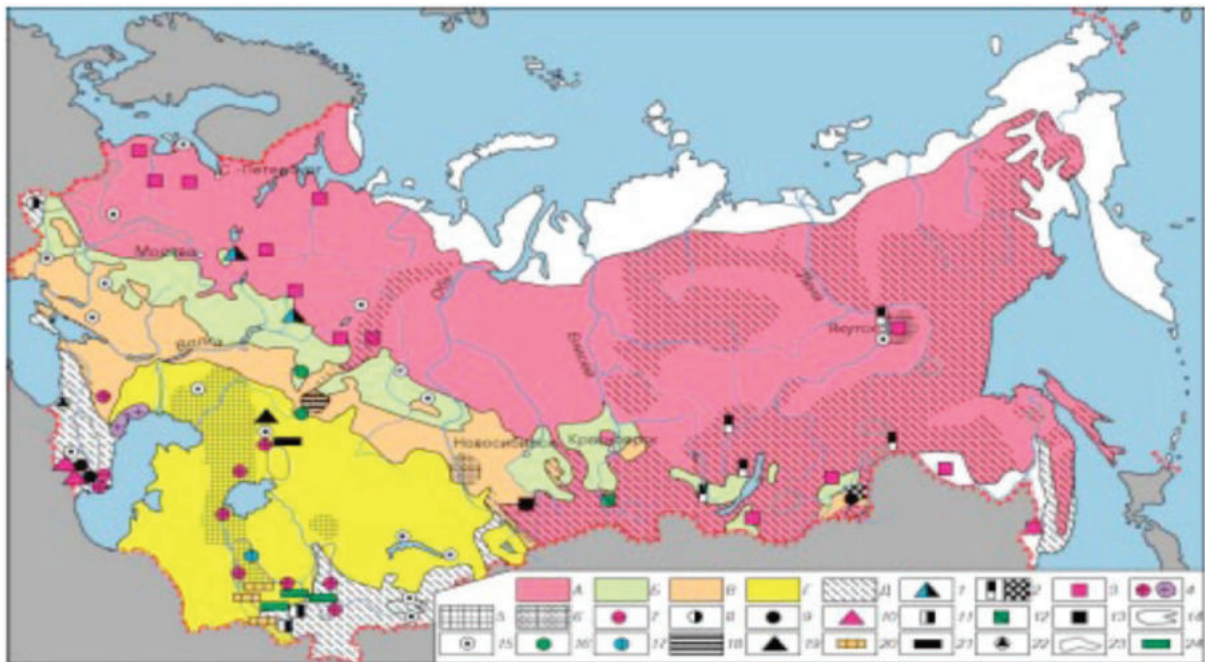 С.-Петербург
Москва
Обь
Лена
Якутск
Енисей
Волга
Новосибирск
Красноярск
А Б В Г Д 1 2 3 4
5 6 7 8 9 10 11 12 13 14
15 16 17 18 19 20 21 22 23 24